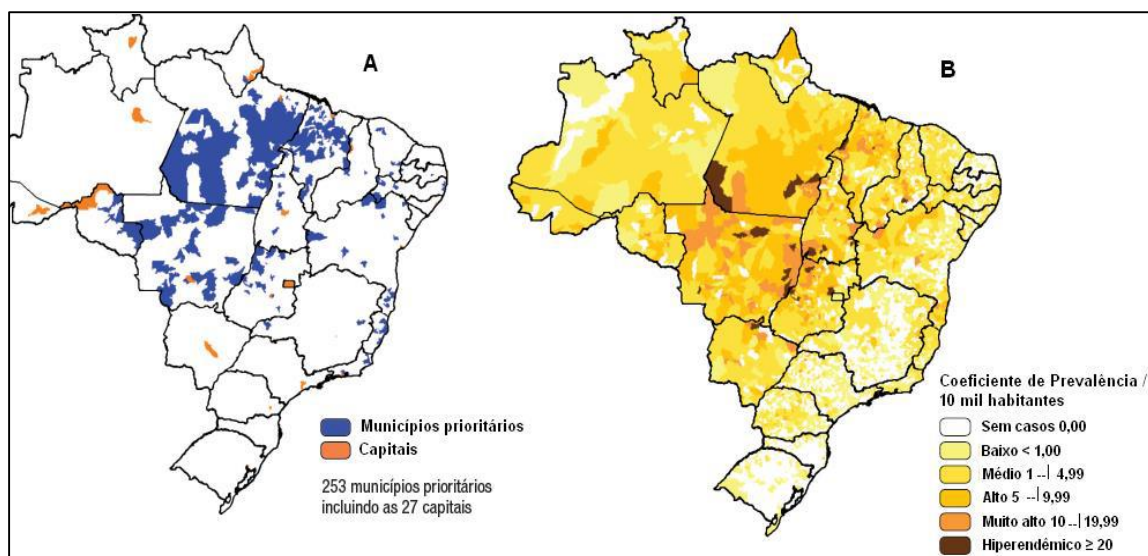 A
B
Municípios prioritários
Capitais
253 municípios prioritários
incluindo as 27 capitais
Coeficiente de Prevalência /
10 mil habitantes
Sem casos 0,00
Baixo < 1,00
Médio 1 --| 4,99
Alto 5 --| 9,99
Muito alto 10 --| 19,99
Hiperendêmico ≥ 20